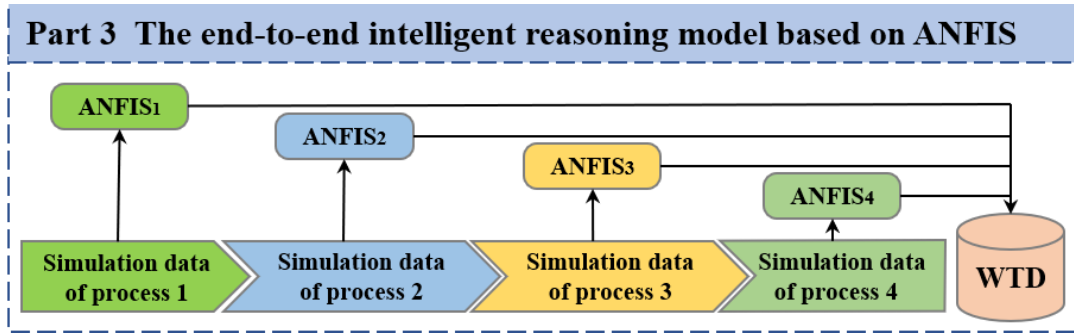 Part 3  The end-to-end intelligent reasoning model based on ANFIS
ANFIS1
ANFIS2
ANFIS3
ANFIS4
Simulation data
of process 1
Simulation data
of process 2
Simulation data
of process 3
Simulation data
of process 4
WTD